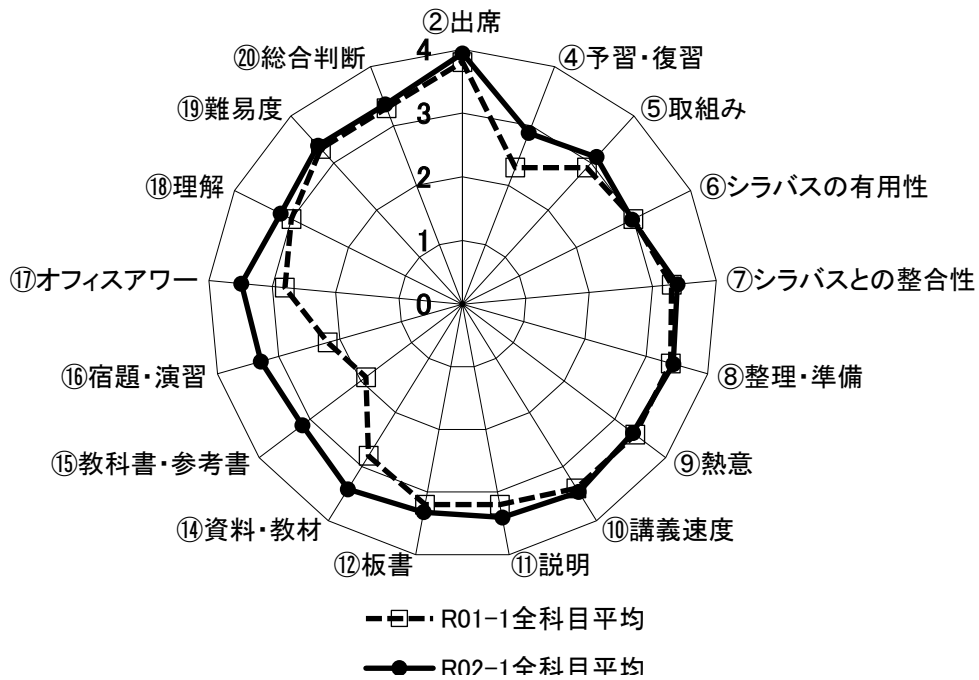 ②出席
④予習・復習
⑤取組み
⑥シラバスの有用性
⑦シラバスとの整合性
⑧整理・準備
⑨熱意
⑩講義速度
⑪説明
⑫板書
⑭資料・教材
⑮教科書・参考書
⑯宿題・演習
⑰オフィスアワー
⑱理解
⑲難易度
⑳総合判断
4
3
2
1
0
R01-1全科目平均
R02-1全科目平均